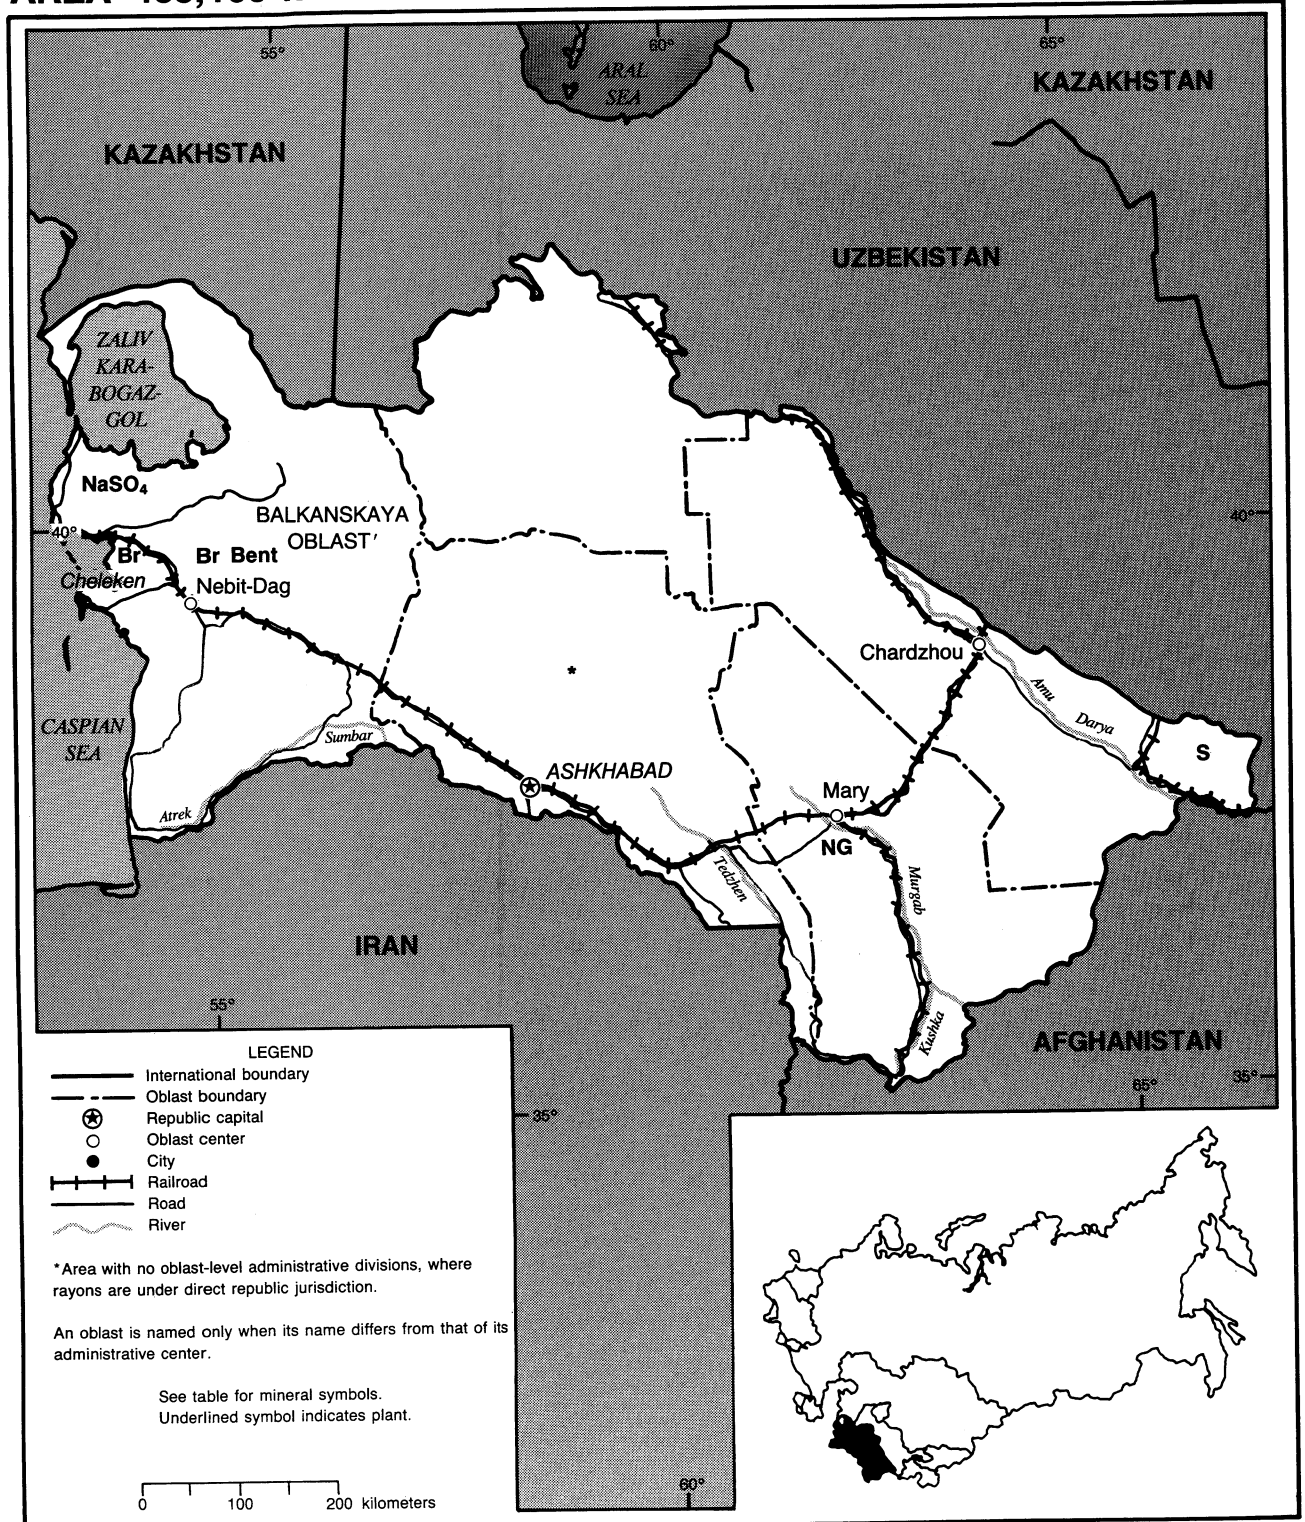 55°
60°
65°
ARAL
SEA
KAZAKHSTAN
KAZAKHSTAN
UZBEKISTAN
ZALIV
KARA-
BOGAZ-
GOL
NaSO₄
BALKANSKAYA
OBLAST'
40°
40°
Br
Br Bent
Cheleken
Nebit-Dag
Chardzhou
*
Amu
Darya
CASPIAN
SEA
Sumbar
S
ASHKHABAD
Mary
Atrek
NG
Tedzhen
Murgab
IRAN
55°
Kushka
AFGHANISTAN
35°
65°
35°
60°
LEGEND
International boundary
Oblast boundary
Republic capital
Oblast center
City
Railroad
Road
River
*Area with no oblast-level administrative divisions, where
rayons are under direct republic jurisdiction.
An oblast is named only when its name differs from that of its
administrative center.
See table for mineral symbols.
Underlined symbol indicates plant.
0 100 200 kilometers